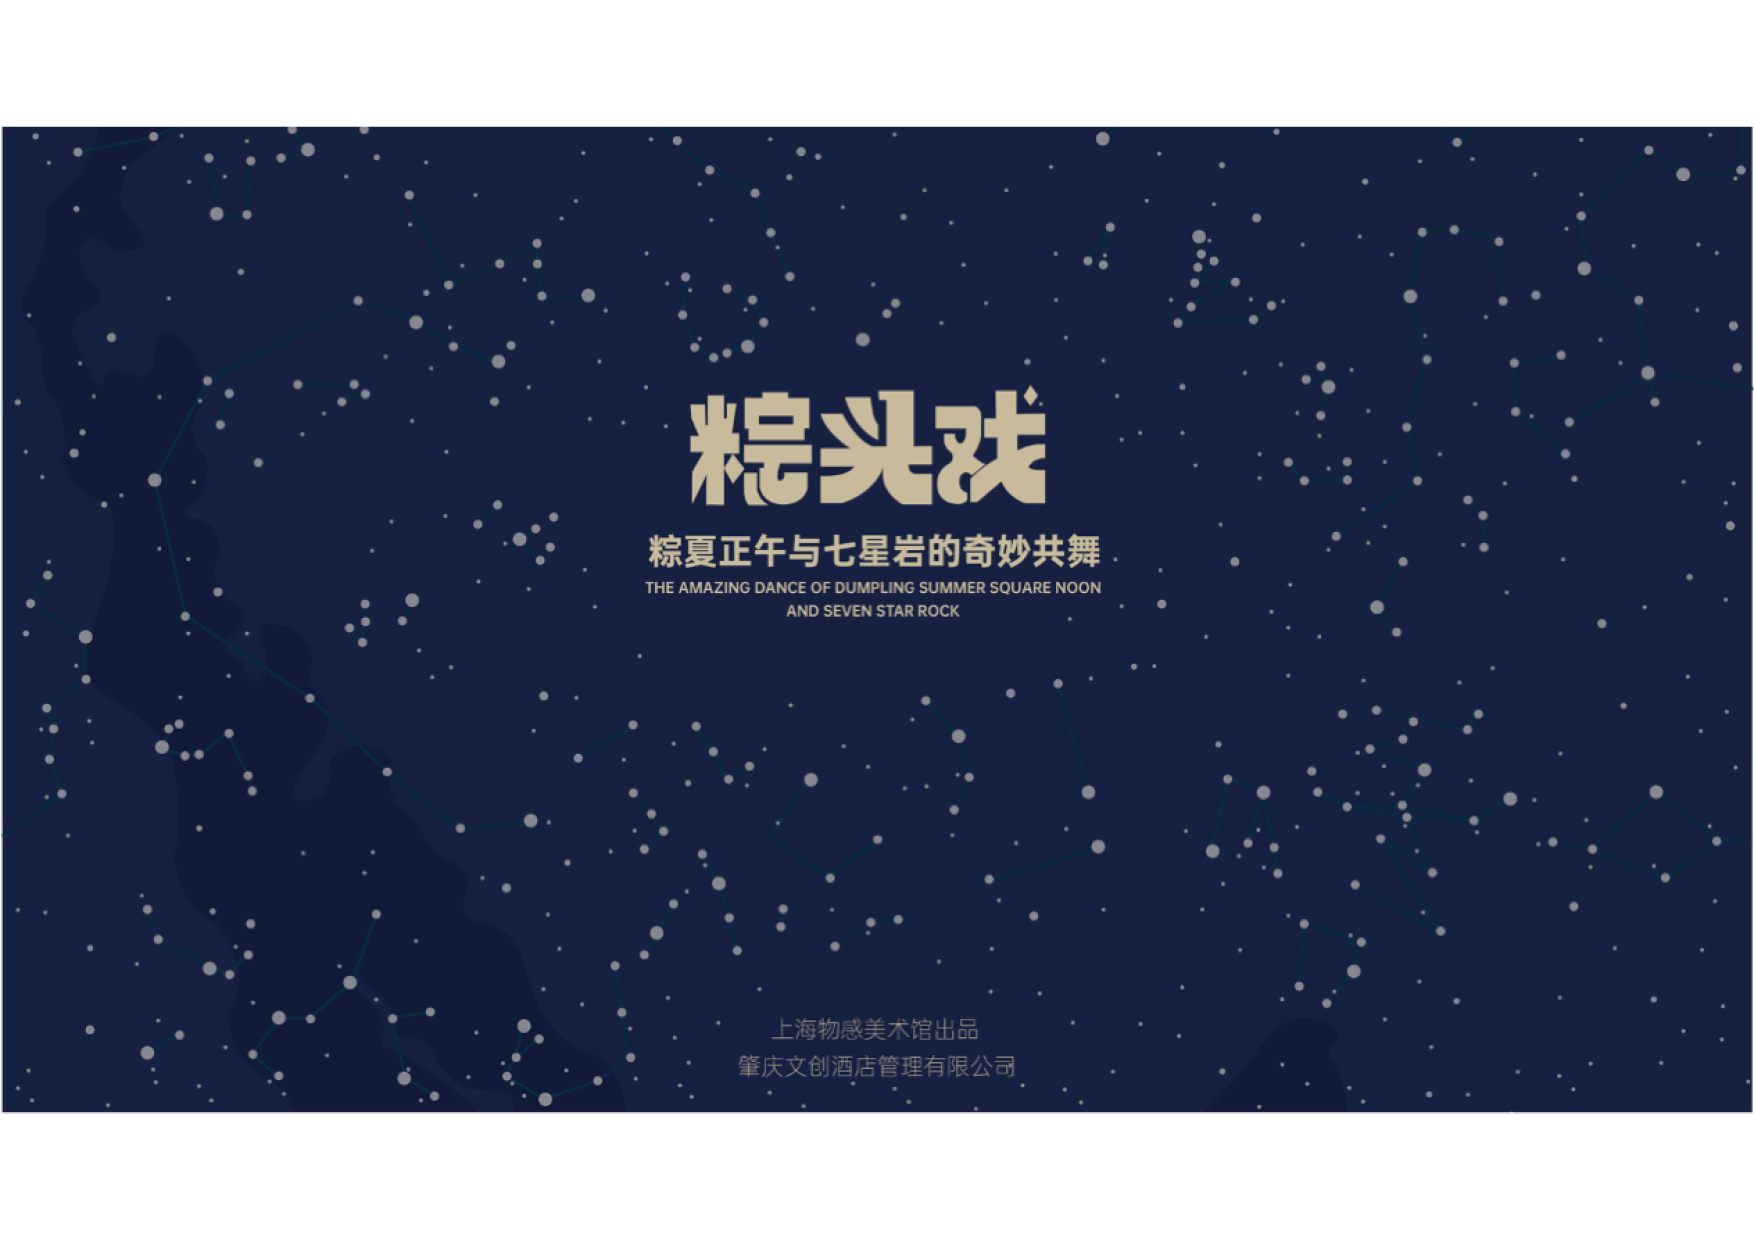 粽头戏
粽夏正午与七星岩的奇妙共舞
THE AMAZING DANCE OF DUMPLING SUMMER SQUARE NOON
AND SEVEN STAR ROCK
上海物感美术馆出品
肇庆文创酒店管理有限公司